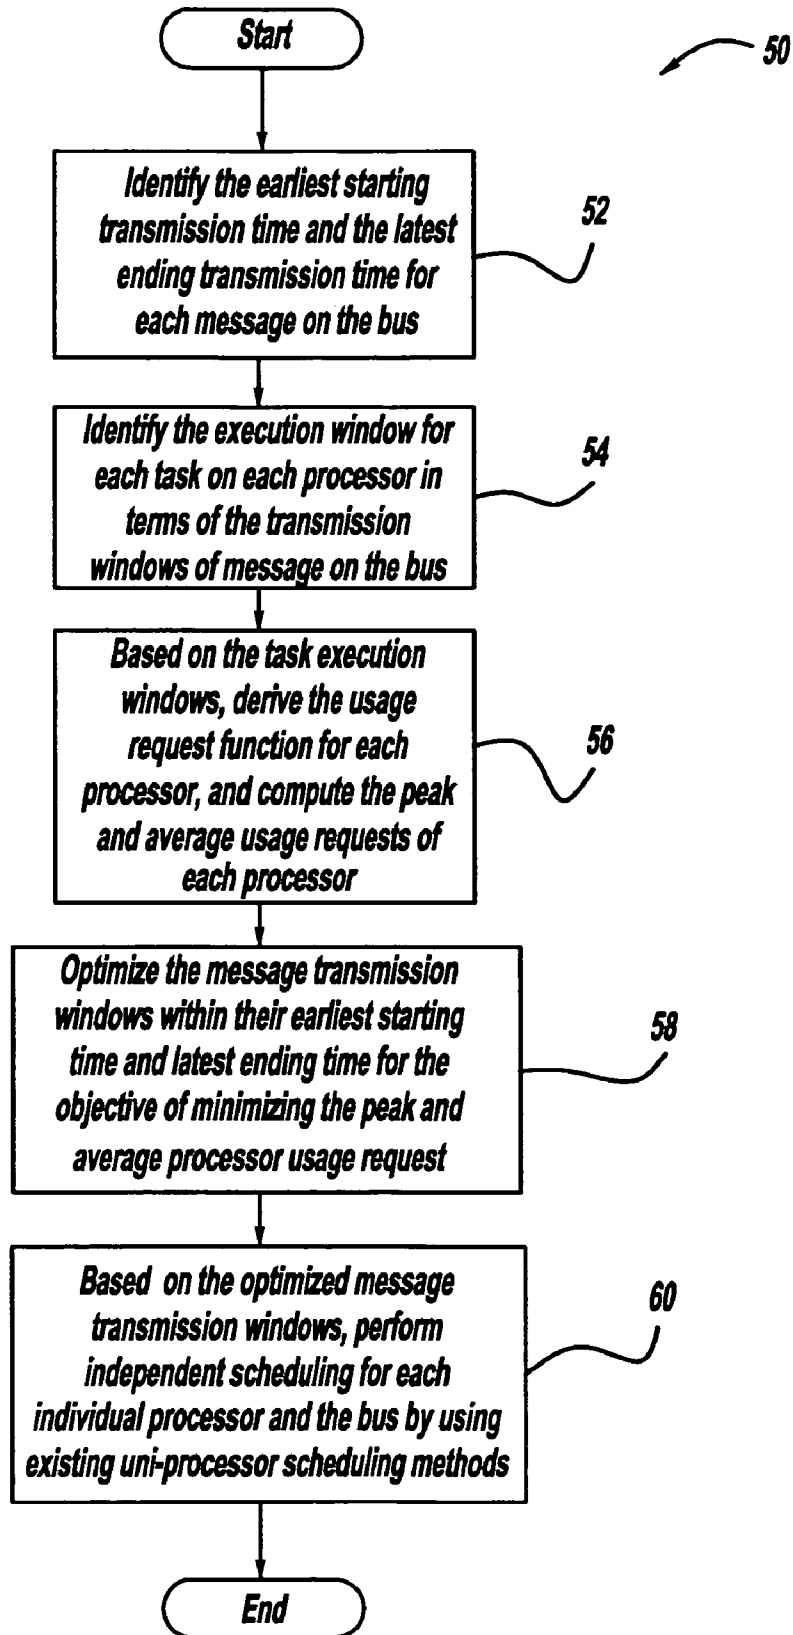 Start
50
Identify the earliest starting
transmission time and the latest
ending transmission time for
each message on the bus
52
Identify the execution window for
each task on each processor in
terms of the transmission
windows of message on the bus
54
Based on the task execution
windows, derive the usage
request function for each
processor, and compute the peak
and average usage requests of
each processor
56
Optimize the message transmission
windows within their earliest starting
time and latest ending time for the
objective of minimizing the peak and
average processor usage request
58
Based on the optimized message
transmission windows, perform
independent scheduling for each
individual processor and the bus by using
existing uni-processor scheduling methods
60
End